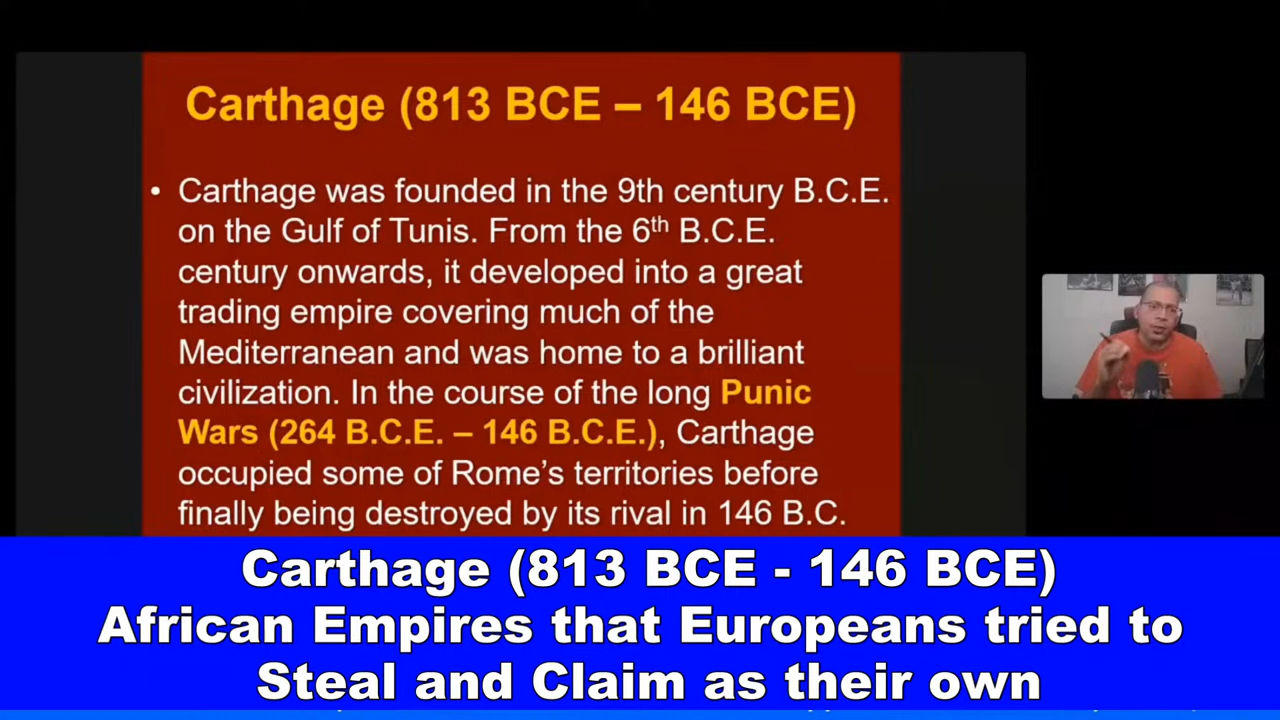 Carthage (813 BCE – 146 BCE)
• Carthage was founded in the 9th century B.C.E.
on the Gulf of Tunis. From the 6th B.C.E.
century onwards, it developed into a great
trading empire covering much of the
Mediterranean and was home to a brilliant
civilization. In the course of the long Punic
Wars (264 B.C.E. – 146 B.C.E.), Carthage
occupied some of Rome’s territories before
finally being destroyed by its rival in 146 B.C.
Carthage (813 BCE - 146 BCE)
African Empires that Europeans tried to
Steal and Claim as their own